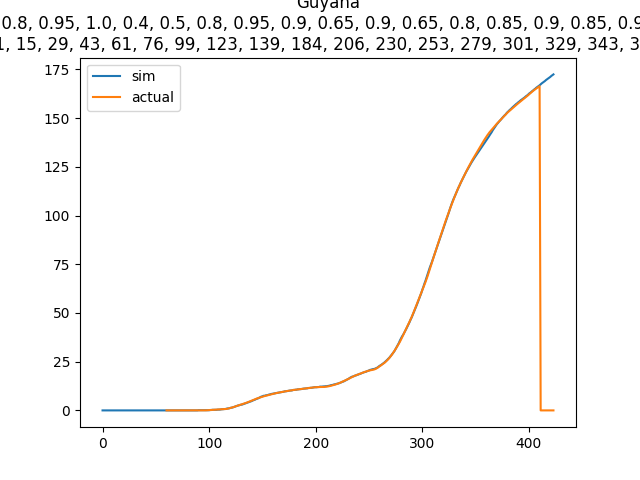 Guyana
0.8, 0.95, 1.0, 0.4, 0.5, 0.8, 0.95, 0.9, 0.65, 0.9, 0.65, 0.8, 0.85, 0.9, 0.85, 0.9
1, 15, 29, 43, 61, 76, 99, 123, 139, 184, 206, 230, 253, 279, 301, 329, 343, 3
sim
actual
175
150
125
100
75
50
25
0
0 100 200 300 400